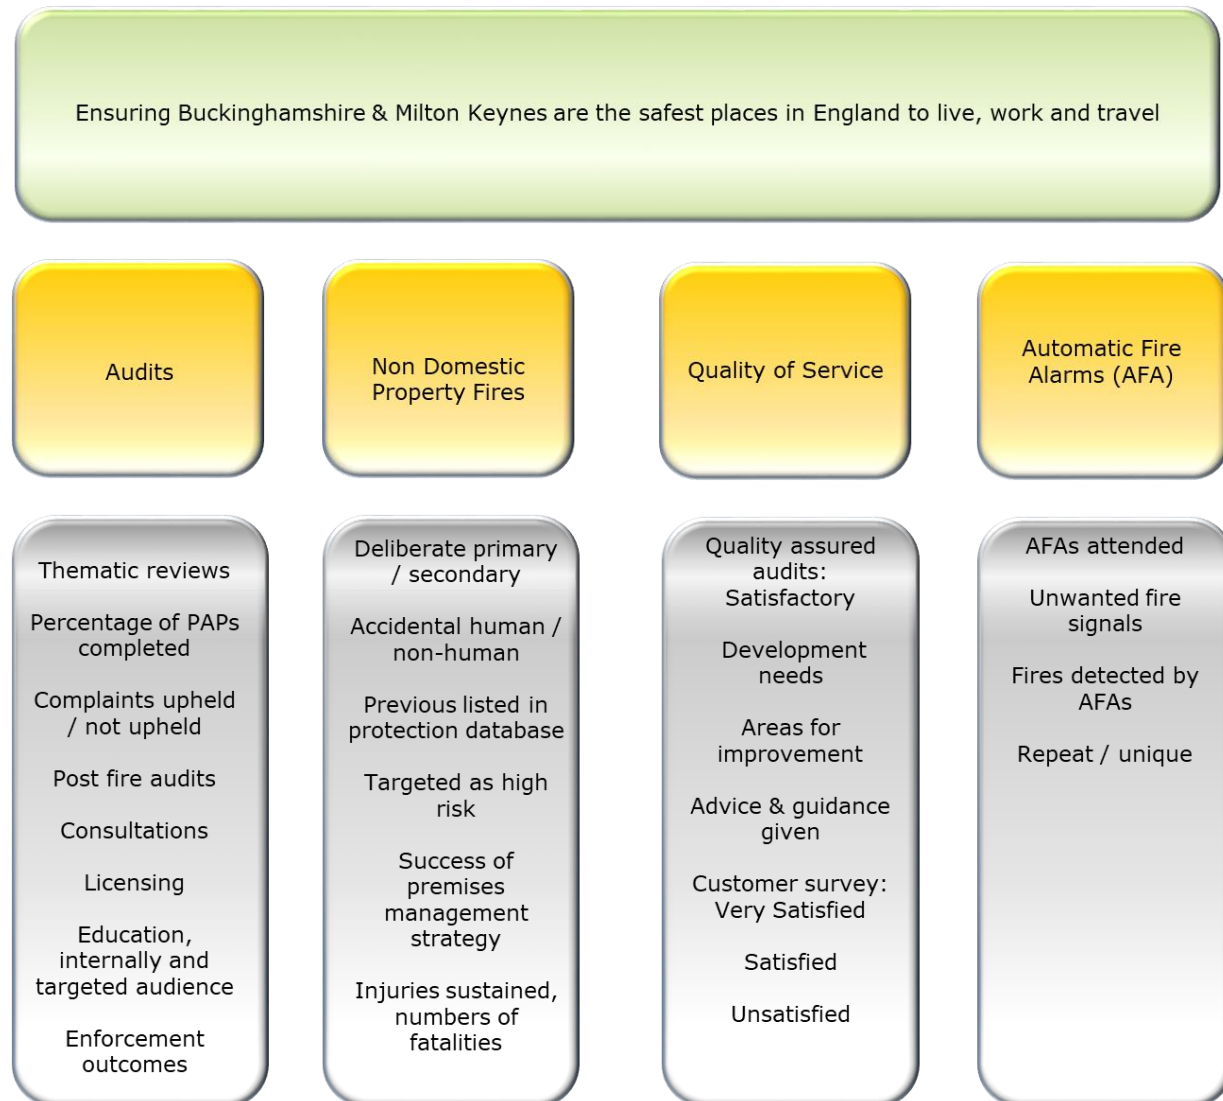 Ensuring Buckinghamshire & Milton Keynes are the safest places in England to live, work and travel
Audits
Non Domestic
Property Fires
Quality of Service
Automatic Fire
Alarms (AFA)
Thematic reviews
Percentage of PAPs
completed
Complaints upheld
/ not upheld
Post fire audits
Consultations
Licensing
Education,
internally and
targeted audience
Enforcement
outcomes
Deliberate primary
/ secondary
Accidental human /
non-human
Previous listed in
protection database
Targeted as high
risk
Success of
premises
management
strategy
Injuries sustained,
numbers of
fatalities
Quality assured
audits:
Satisfactory
Development
needs
Areas for
improvement
Advice & guidance
given
Customer survey:
Very Satisfied
Satisfied
Unsatisfied
AFAs attended
Unwanted fire
signals
Fires detected by
AFAs
Repeat / unique